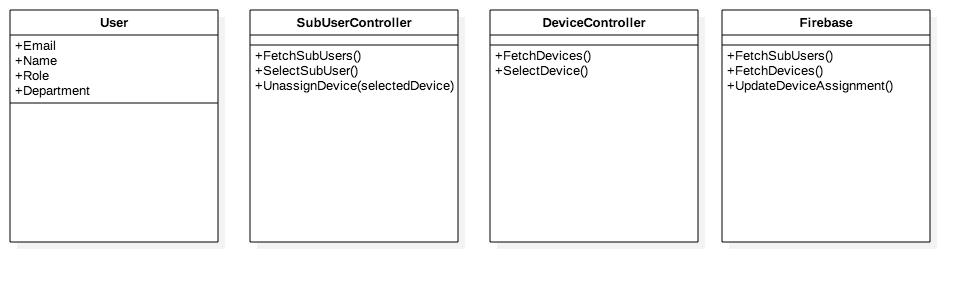 User
+Email
+Name
+Role
+Department
SubUserController
+FetchSubUsers()
+SelectSubUser()
+UnassignDevice(selectedDevice)
DeviceController
+FetchDevices()
+SelectDevice()
Firebase
+FetchSubUsers()
+FetchDevices()
+UpdateDeviceAssignment()